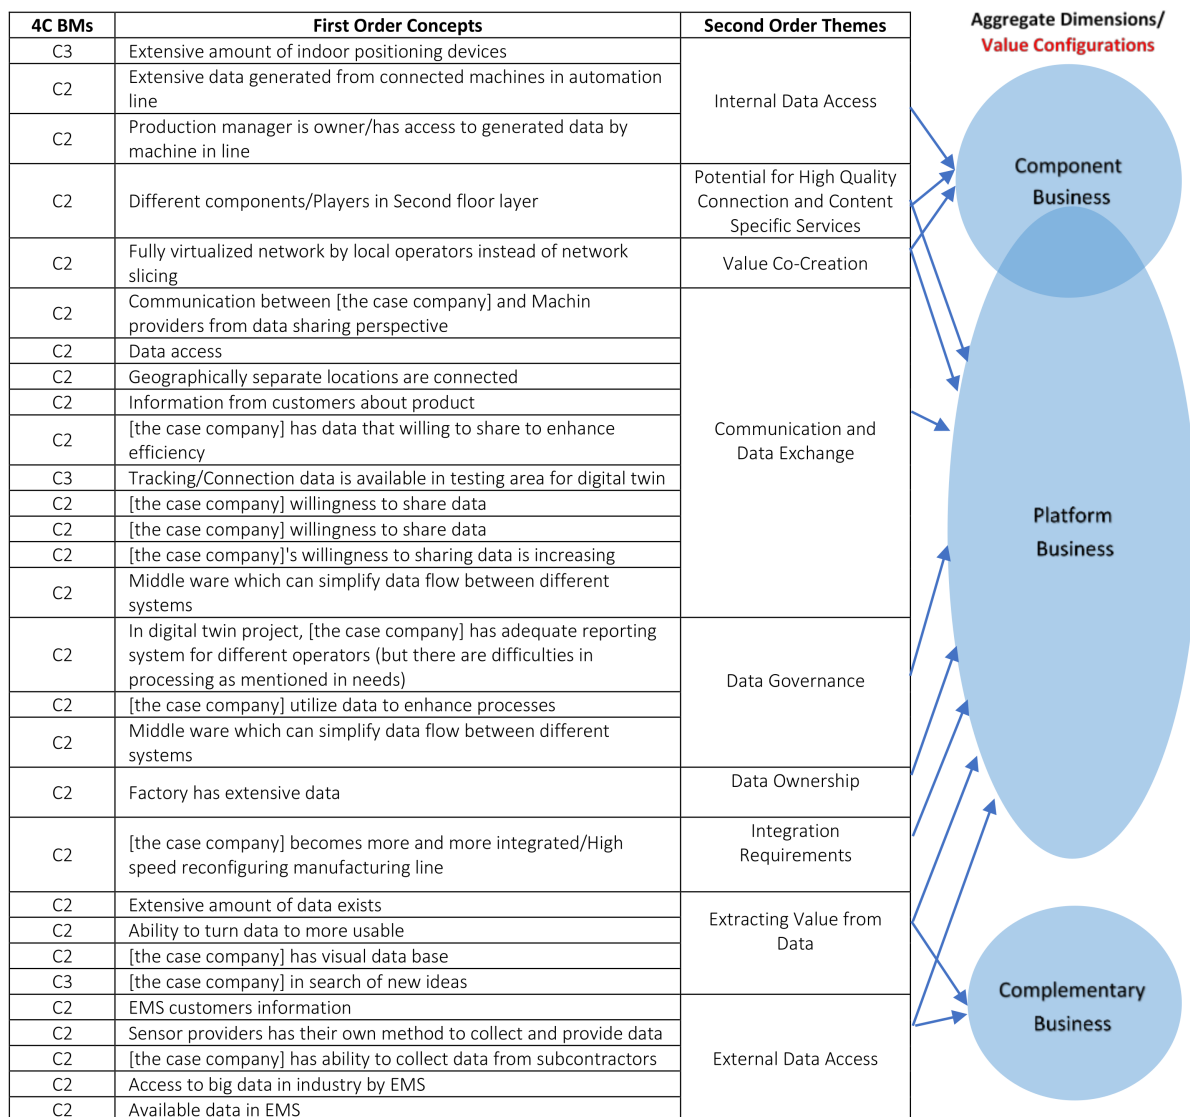 4C BMs First Order Concepts Second Order Themes
Aggregate Dimensions/
Value Configurations
C3 Extensive amount of indoor positioning devices
C2 Extensive data generated from connected machines in automation
line
C2 Production manager is owner/has access to generated data by
machine in line
Internal Data Access
C2 Different components/Players in Second floor layer
Potential for High Quality
Connection and Content
Specific Services
C2 Fully virtualized network by local operators instead of network
slicing
Value Co-Creation
C2 Communication between [the case company] and Machin
providers from data sharing perspective
C2 Data access
C2 Geographically separate locations are connected
C2 Information from customers about product
C2 [the case company] has data that willing to share to enhance
efficiency
C3 Tracking/Connection data is available in testing area for digital twin
C2 [the case company] willingness to share data
C2 [the case company] willingness to share data
C2 [the case company]'s willingness to sharing data is increasing
C2 Middle ware which can simplify data flow between different
systems
Communication and
Data Exchange
C2 In digital twin project, [the case company] has adequate reporting
system for different operators (but there are difficulties in
processing as mentioned in needs)
C2 [the case company] utilize data to enhance processes
C2 Middle ware which can simplify data flow between different
systems
Data Governance
C2 Factory has extensive data
Data Ownership
C2 [the case company] becomes more and more integrated/High
speed reconfiguring manufacturing line
Integration
Requirements
C2 Extensive amount of data exists
C2 Ability to turn data to more usable
C2 [the case company] has visual data base
C3 [the case company] in search of new ideas
Extracting Value from
Data
C2 EMS customers information
C2 Sensor providers has their own method to collect and provide data
C2 [the case company] has ability to collect data from subcontractors
C2 Access to big data in industry by EMS
C2 Available data in EMS
External Data Access
Component
Business
Platform
Business
Complementary
Business